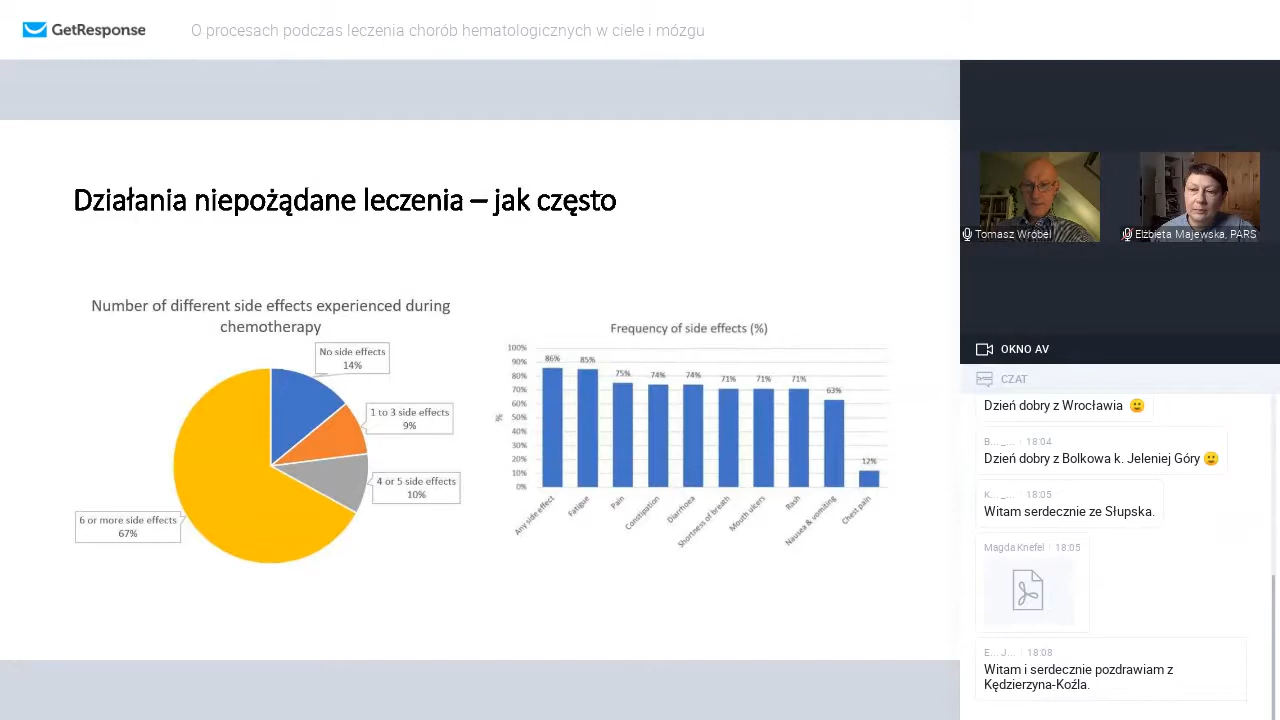 GetResponse
O procesach podczas leczenia chorób hematologicznych w ciele i mózgu
Działania niepożądane leczenia – jak często
Number of different side effects experienced during
chemotherapy
No side effects
14%
1 to 3 side effects
9%
4 or 5 side effects
10%
6 or more side effects
67%
Frequency of side effects (%)
%
100%
90%
80%
70%
60%
50%
40%
30%
20%
10%
0%
86%
85%
75%
74%
74%
71%
71%
71%
63%
12%
Any side effect
Fatigue
Pain
Constipation
Diarrhoea
Shortness of breath
Mouth ulcers
Rash
Nausea & vomiting
Chest pain
Tomasz Wróbel
Elżbieta Majewska, PARS
OKNO AV
CZAT
Dzień dobry z Wrocławia 🙂
B... _... 18:04
Dzień dobry z Bolkowa k. Jeleniej Góry 🙂
K... _... 18:05
Witam serdecznie ze Słupska.
Magda Knefel 18:05
E... J... 18:08
Witam i serdecznie pozdrawiam z
Kędzierzyna-Koźla.